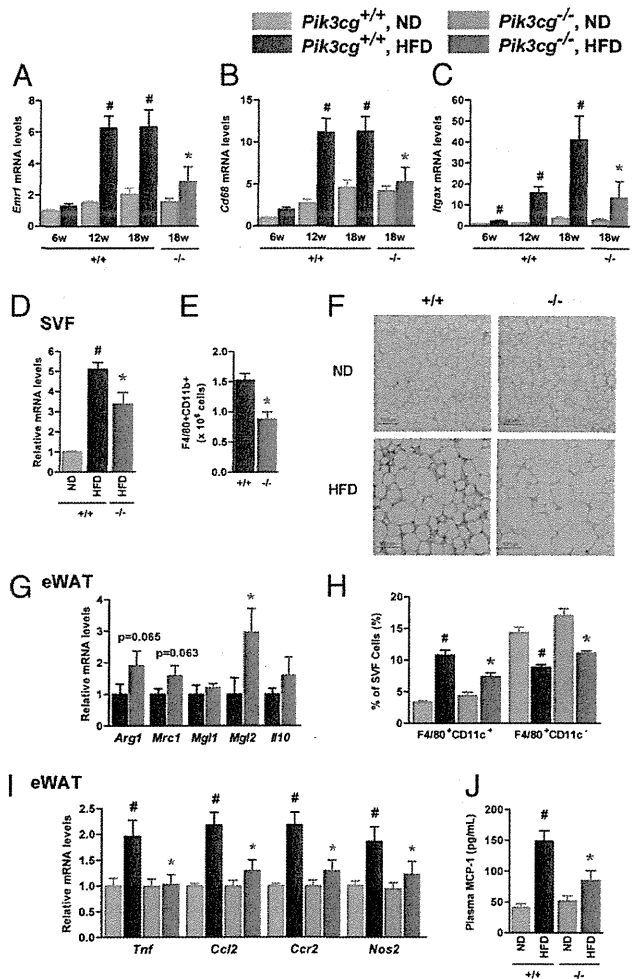 Pik3cg+/+, ND
Pik3cg-/-, ND
Pik3cg+/+, HFD
Pik3cg-/-, HFD
A
Emr1 mRNA levels
8
6
4
2
0
# #
*
6w 12w 18w 18w
+/+ -/-
B
Cd68 mRNA levels
15
10
5
0
# #
*
6w 12w 18w 18w
+/+ -/-
C
Itgax mRNA levels
60
50
40
30
20
10
0
# # #
*
6w 12w 18w 18w
+/+ -/-
D SVF
Relative mRNA levels
6
5
4
3
2
1
0
#
*
ND HFD HFD
+/+ -/-
E
F4/80+CD11b+
2.0
1.5
1.0
0.5
0.0
*
+/+ -/-
F
+/+ -/-
ND
HFD
G eWAT
Relative mRNA levels
4
3
2
1
0
p=0.065
p=0.063
*
Arg1 Mrc1 Mgl1 Mgl2 Il10
H
% of SVF Cells (%)
20
15
10
5
0
# * # *
F4/80+CD11c+ F4/80+CD11c-
I eWAT
Relative mRNA levels
2.5
2.0
1.5
1.0
0.5
0.0
# * # * # * # *
Tnf Ccl2 Ccr2 Nos2
J
Plasma MCP-1 (pg/mL)
200
150
100
50
0
#
*
ND HFD ND HFD
+/+ -/-